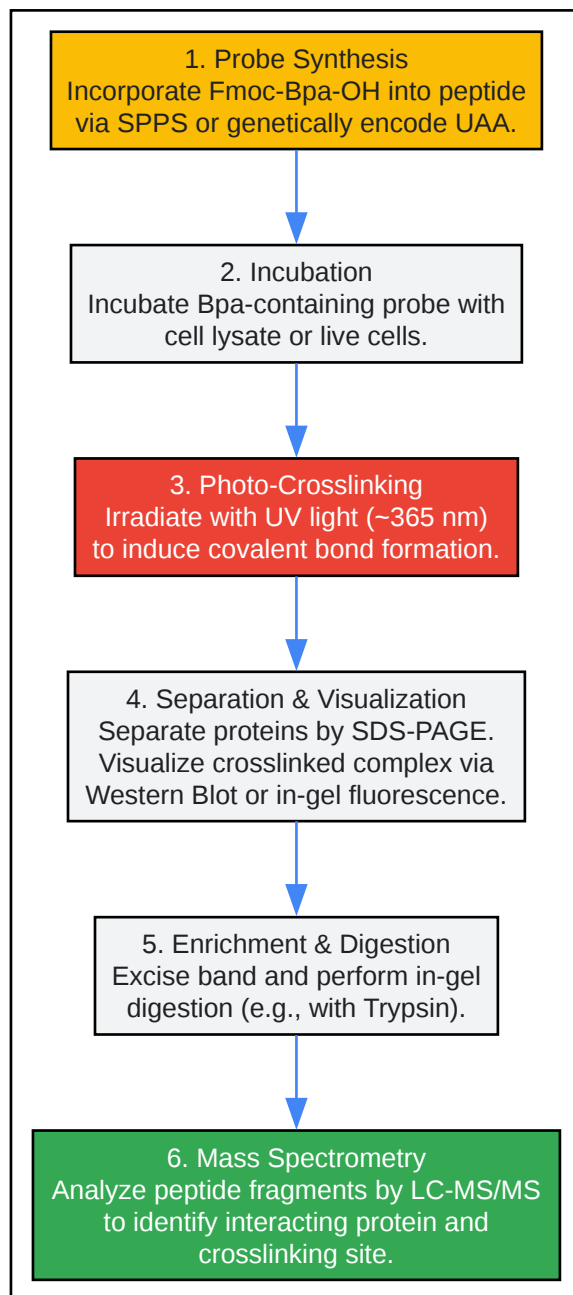 1. Probe Synthesis
Incorporate Fmoc-Bpa-OH into peptide
via SPPS or genetically encode UAA.
2. Incubation
Incubate Bpa-containing probe with
cell lysate or live cells.
3. Photo-Crosslinking
Irradiate with UV light (~365 nm)
to induce covalent bond formation.
4. Separation & Visualization
Separate proteins by SDS-PAGE.
Visualize crosslinked complex via
Western Blot or in-gel fluorescence.
5. Enrichment & Digestion
Excise band and perform in-gel
digestion (e.g., with Trypsin).
6. Mass Spectrometry
Analyze peptide fragments by LC-MS/MS
to identify interacting protein and
crosslinking site.